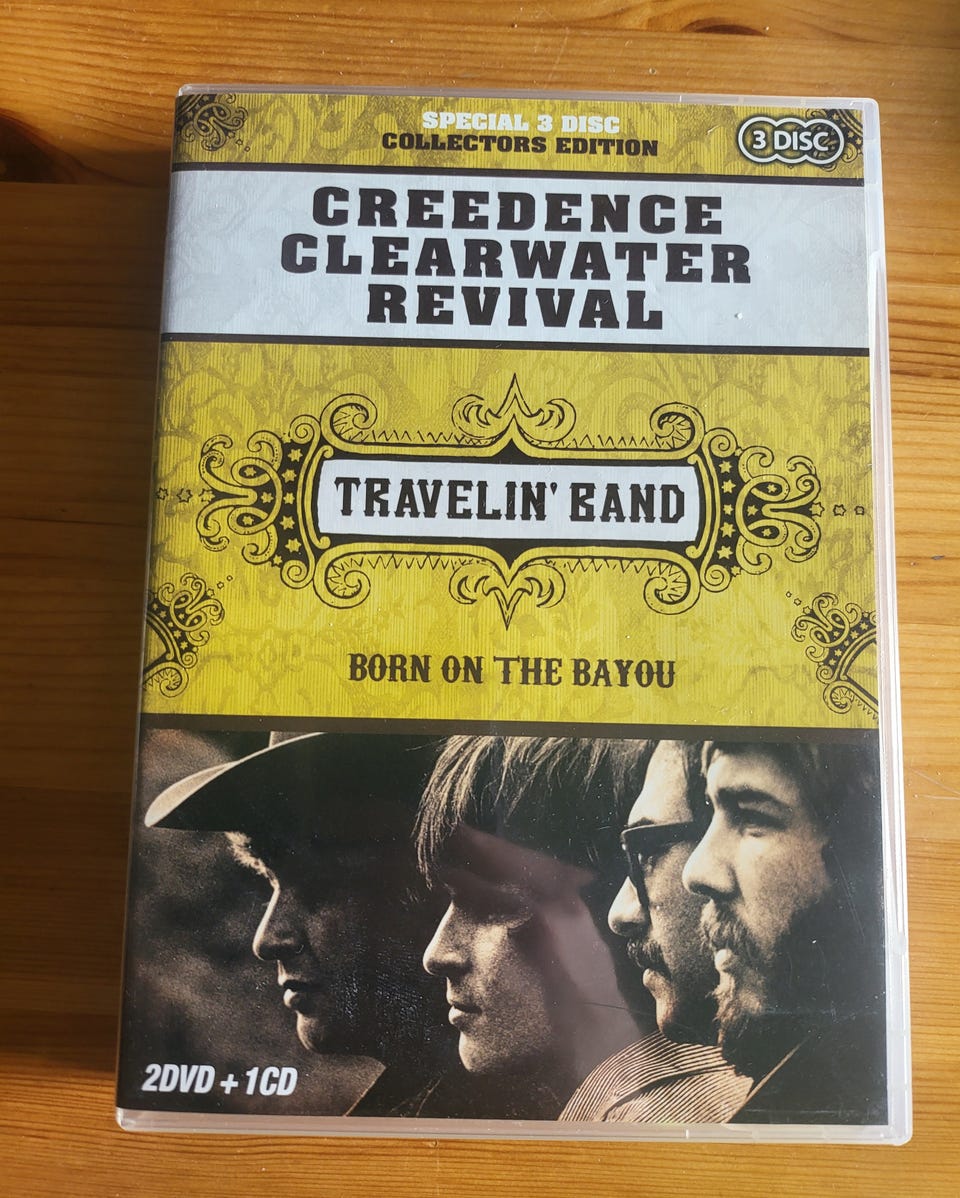 SPECIAL 3 DISC
COLLECTORS EDITION
3 DISC
CREEDENCE
CLEARWATER
REVIVAL
TRAVELIN' BAND
BORN ON THE BAYOU
2DVD + 1CD